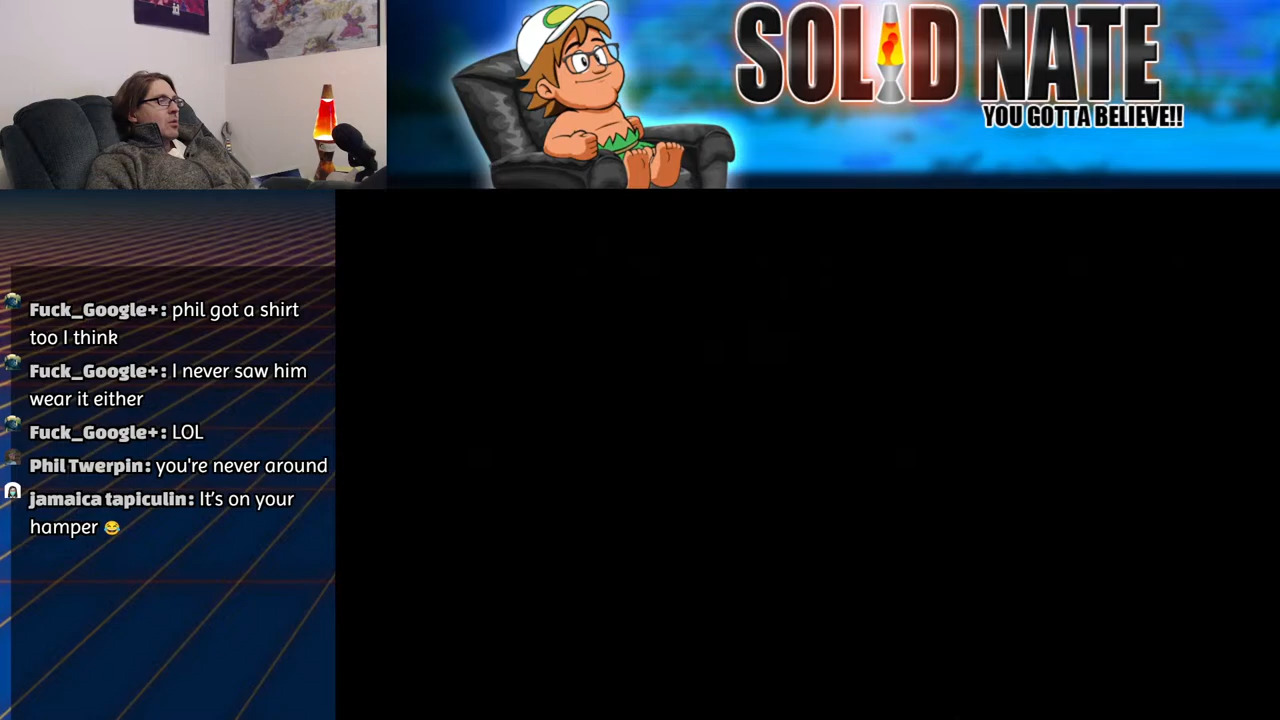 SOLID NATE
YOU GOTTA BELIEVE!!
Fuck_Google+: phil got a shirt
too I think
Fuck_Google+: I never saw him
wear it either
Fuck_Google+: LOL
Phil Twerpin: you're never around
jamaica tapiculin: It's on your
hamper 😂